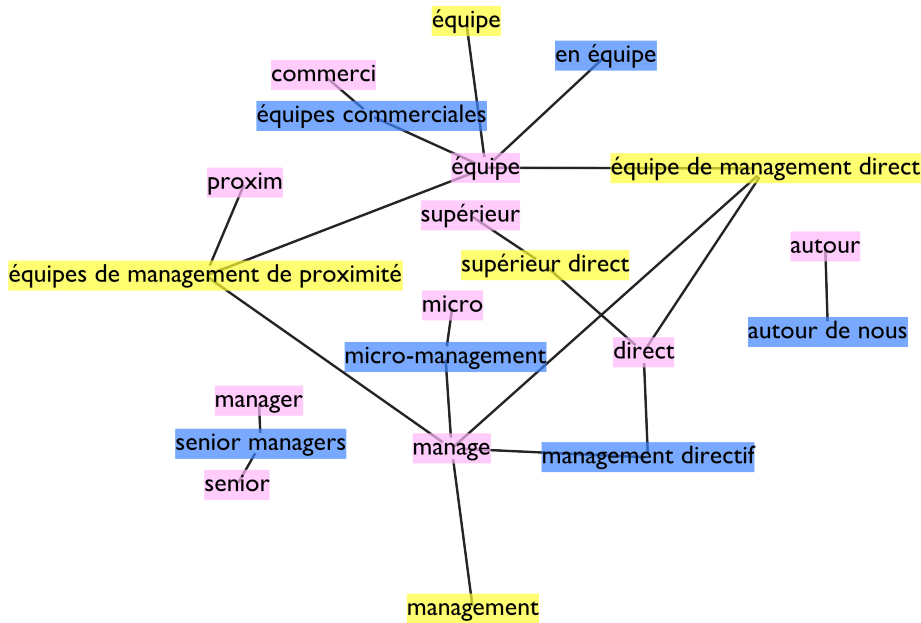 équipe
en équipe
commerci
équipes commerciales
équipe
équipe de management direct
proxim
supérieur
autour
supérieur direct
équipes de management de proximité
micro
autour de nous
direct
micro-management
manager
senior managers
manage
management directif
senior
management